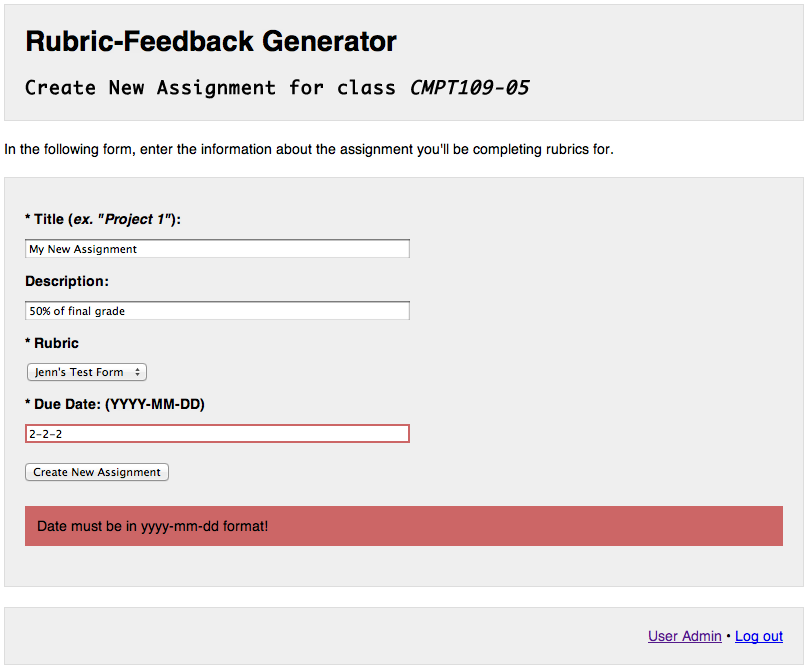 Rubric-Feedback Generator
Create New Assignment for class CMPT109-05
In the following form, enter the information about the assignment you'll be completing rubrics for.
* Title (ex. "Project 1"):
My New Assignment
Description:
50% of final grade
* Rubric
Jenn's Test Form
* Due Date: (YYYY-MM-DD)
2-2-2
Create New Assignment
Date must be in yyyy-mm-dd format!
User Admin • Log out